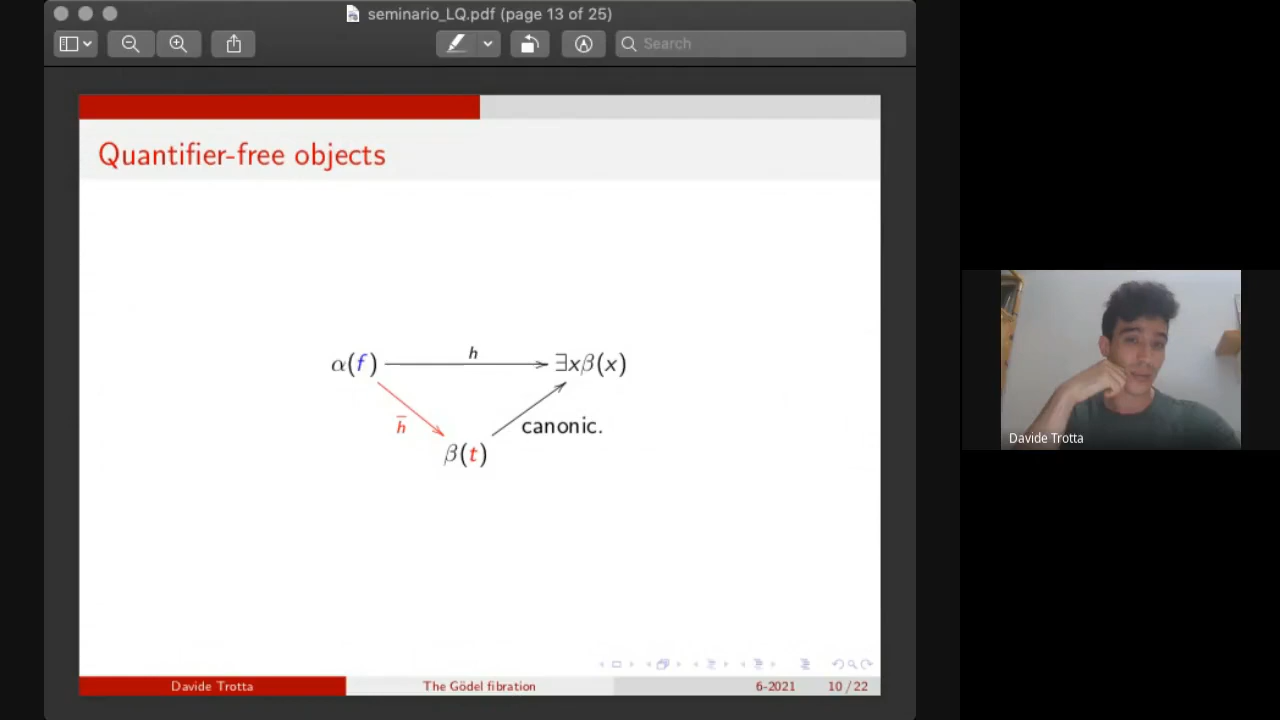 seminario_LQ.pdf (page 13 of 25)
Search
Quantifier-free objects
α(f) h ∃xβ(x)
h̄ canonic.
β(t)
Davide Trotta
Davide Trotta The Gödel fibration 6-2021 10/22